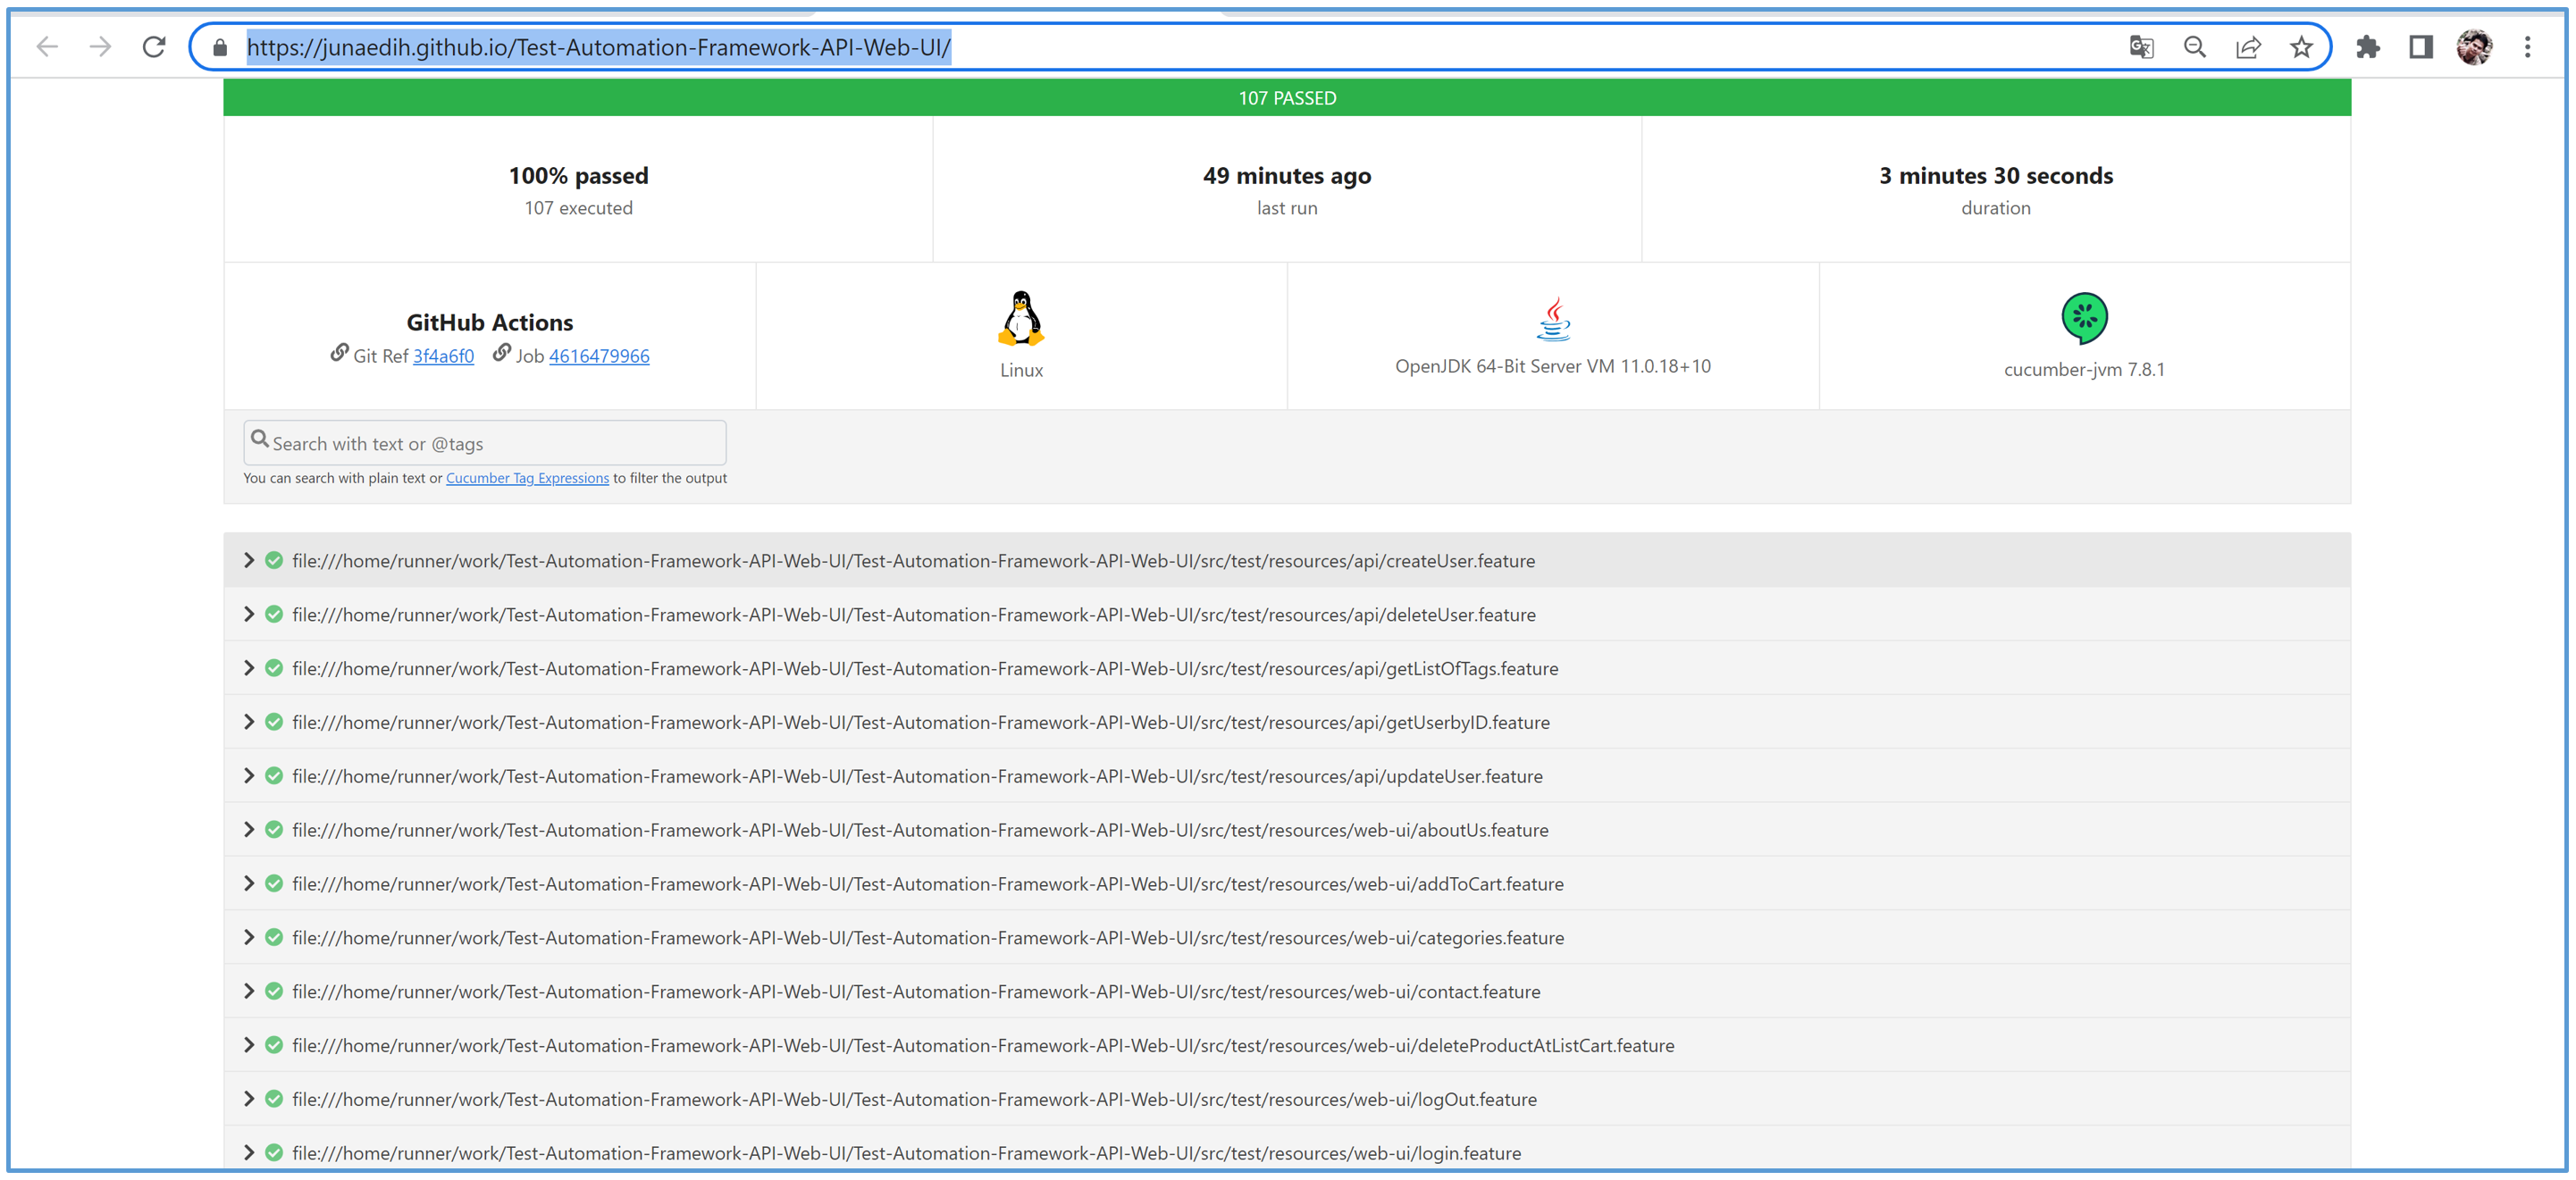 https://junaedih.github.io/Test-Automation-Framework-API-Web-UI/
107 PASSED
100% passed
107 executed
49 minutes ago
last run
3 minutes 30 seconds
duration
GitHub Actions
Git Ref 3f4a6f0 Job 4616479966
Linux
OpenJDK 64-Bit Server VM 11.0.18+10
cucumber-jvm 7.8.1
Search with text or @tags
You can search with plain text or Cucumber Tag Expressions to filter the output
file:///home/runner/work/Test-Automation-Framework-API-Web-UI/Test-Automation-Framework-API-Web-UI/src/test/resources/api/createUser.feature
file:///home/runner/work/Test-Automation-Framework-API-Web-UI/Test-Automation-Framework-API-Web-UI/src/test/resources/api/deleteUser.feature
file:///home/runner/work/Test-Automation-Framework-API-Web-UI/Test-Automation-Framework-API-Web-UI/src/test/resources/api/getListOfTags.feature
file:///home/runner/work/Test-Automation-Framework-API-Web-UI/Test-Automation-Framework-API-Web-UI/src/test/resources/api/getUserbyID.feature
file:///home/runner/work/Test-Automation-Framework-API-Web-UI/Test-Automation-Framework-API-Web-UI/src/test/resources/api/updateUser.feature
file:///home/runner/work/Test-Automation-Framework-API-Web-UI/Test-Automation-Framework-API-Web-UI/src/test/resources/web-ui/aboutUs.feature
file:///home/runner/work/Test-Automation-Framework-API-Web-UI/Test-Automation-Framework-API-Web-UI/src/test/resources/web-ui/addToCart.feature
file:///home/runner/work/Test-Automation-Framework-API-Web-UI/Test-Automation-Framework-API-Web-UI/src/test/resources/web-ui/categories.feature
file:///home/runner/work/Test-Automation-Framework-API-Web-UI/Test-Automation-Framework-API-Web-UI/src/test/resources/web-ui/contact.feature
file:///home/runner/work/Test-Automation-Framework-API-Web-UI/Test-Automation-Framework-API-Web-UI/src/test/resources/web-ui/deleteProductAtListCart.feature
file:///home/runner/work/Test-Automation-Framework-API-Web-UI/Test-Automation-Framework-API-Web-UI/src/test/resources/web-ui/logOut.feature
file:///home/runner/work/Test-Automation-Framework-API-Web-UI/Test-Automation-Framework-API-Web-UI/src/test/resources/web-ui/login.feature